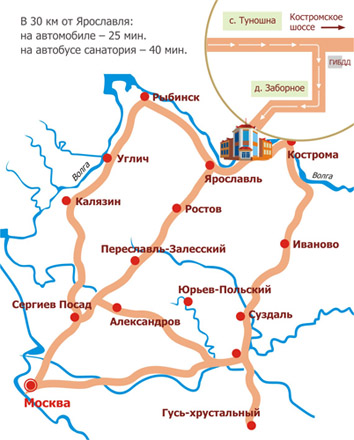 В 30 км от Ярославля:
на автомобиле – 25 мин.
на автобусе санатория – 40 мин.
с. Туношна
Костромское
шоссе
ГИБДД
д. Заборное
Рыбинск
Углич
Волга
Калязин
Ярославль
Кострома
Волга
Ростов
Переславль-Залесский
Иваново
Сергиев Посад
Александров
Юрьев-Польский
Суздаль
Москва
Гусь-хрустальный